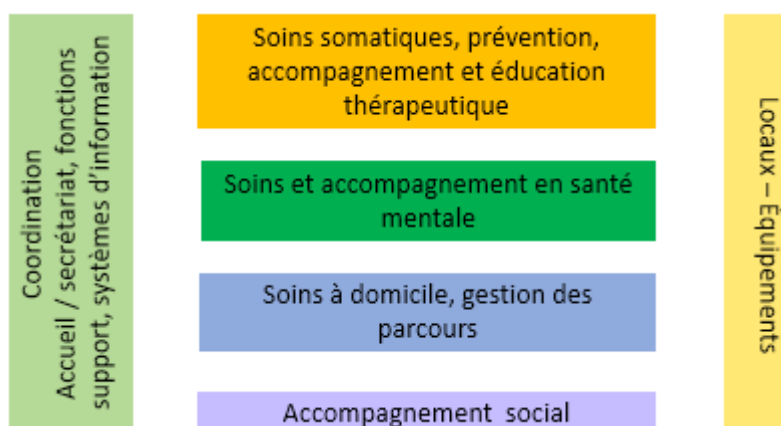 Coordination
Accueil / secrétariat, fonctions
support, systèmes d'information
Soins somatiques, prévention,
accompagnement et éducation
thérapeutique
Soins et accompagnement en santé
mentale
Soins à domicile, gestion des
parcours
Accompagnement social
Locaux – Équipements